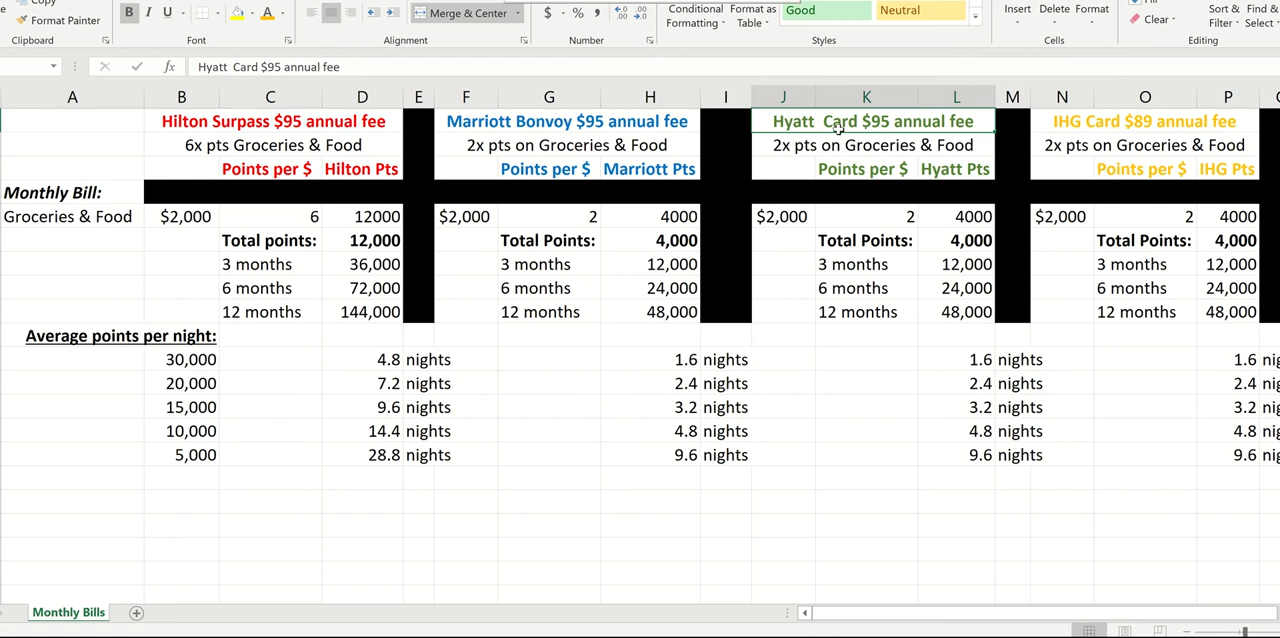 Copy
Format Painter
Clipboard
B I U A
Font
Merge & Center
Alignment
$ % 9 .00 .0
Number
Conditional Formatting
Format as Table
Good
Neutral
Styles
Insert Delete Format
Cells
Fill
Clear
Sort & Filter
Find & Select
Editing
fx Hyatt  Card $95 annual fee
A B C D E F G H I J K L M N O P
Hilton Surpass $95 annual fee Marriott Bonvoy $95 annual fee Hyatt  Card $95 annual fee IHG Card $89 annual fee
6x pts Groceries & Food 2x pts on Groceries & Food 2x pts on Groceries & Food 2x pts on Groceries & Food
Points per $ Hilton Pts Points per $ Marriott Pts Points per $ Hyatt Pts Points per $ IHG Pts
Monthly Bill:
Groceries & Food $2,000 6 12000 $2,000 2 4000 $2,000 2 4000 $2,000 2 4000
Total points: 12,000 Total Points: 4,000 Total Points: 4,000 Total Points: 4,000
3 months 36,000 3 months 12,000 3 months 12,000 3 months 12,000
6 months 72,000 6 months 24,000 6 months 24,000 6 months 24,000
12 months 144,000 12 months 48,000 12 months 48,000 12 months 48,000
Average points per night:
30,000 4.8 nights 1.6 nights 1.6 nights 1.6
20,000 7.2 nights 2.4 nights 2.4 nights 2.4
15,000 9.6 nights 3.2 nights 3.2 nights 3.2
10,000 14.4 nights 4.8 nights 4.8 nights 4.8
5,000 28.8 nights 9.6 nights 9.6 nights 9.6
Monthly Bills